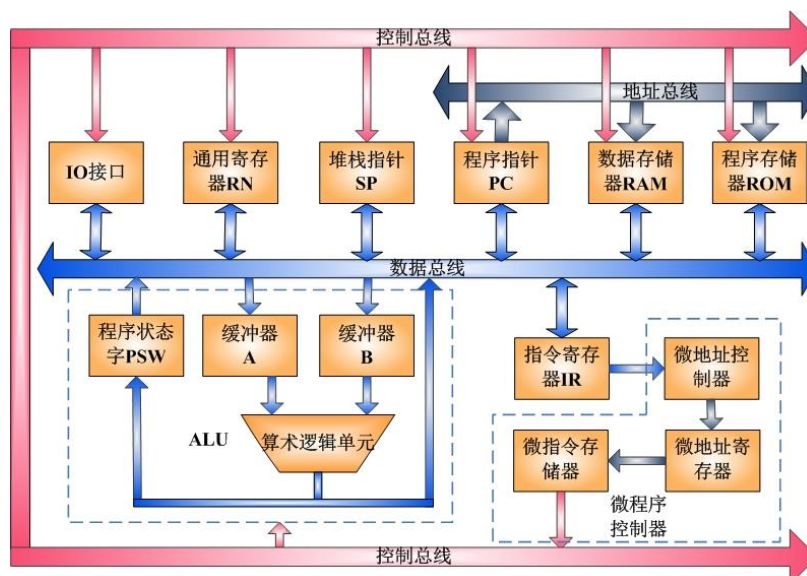 控制总线
地址总线
IO接口
通用寄存
器RN
堆栈指针
SP
程序指针
PC
数据存储
器RAM
程序存储
器ROM
数据总线
程序状态
字PSW
缓冲器
A
缓冲器
B
指令寄存
器IR
微地址控
制器
ALU
算术逻辑单元
微指令存
储器
微地址寄
存器
微程序
控制器
控制总线